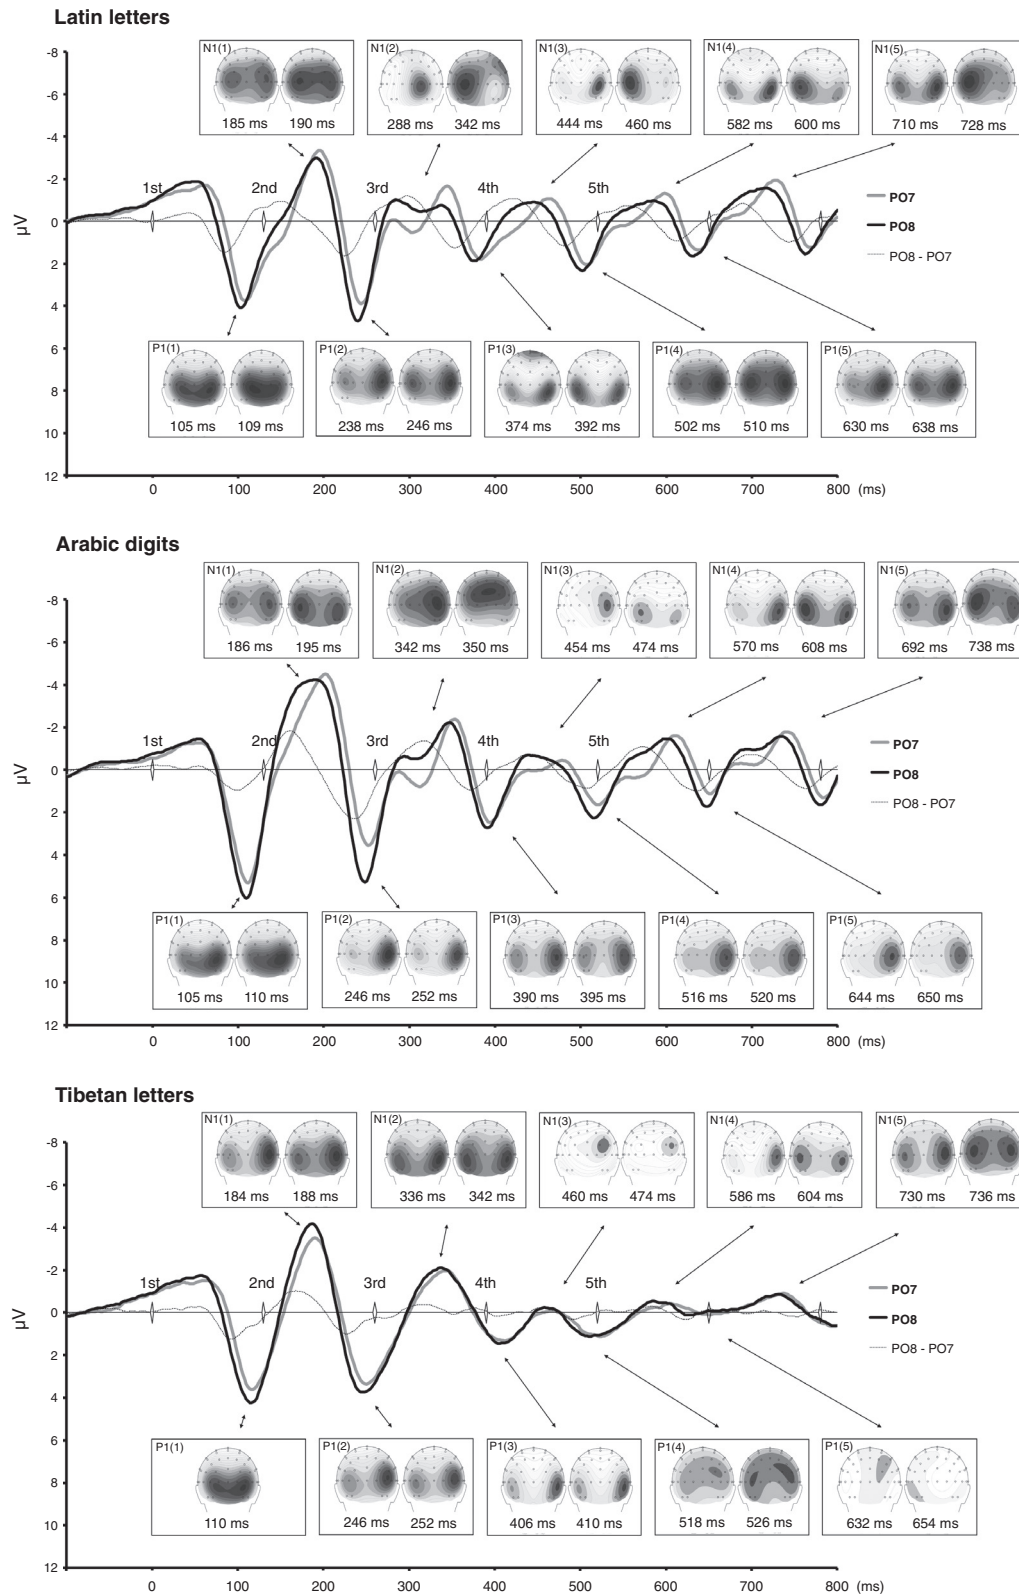 Latin letters
N1(1) N1(2) N1(3) N1(4) N1(5)
185 ms 190 ms 288 ms 342 ms 444 ms 460 ms 582 ms 600 ms 710 ms 728 ms
-8
-6
-4
-2
0
2
4
6
8
10
12
µV
1st 2nd 3rd 4th 5th
PO7
PO8
PO8 - PO7
P1(1) P1(2) P1(3) P1(4) P1(5)
105 ms 109 ms 238 ms 246 ms 374 ms 392 ms 502 ms 510 ms 630 ms 638 ms
0 100 200 300 400 500 600 700 800 (ms)
Arabic digits
N1(1) N1(2) N1(3) N1(4) N1(5)
186 ms 195 ms 342 ms 350 ms 454 ms 474 ms 570 ms 608 ms 692 ms 738 ms
-8
-6
-4
-2
0
2
4
6
8
10
12
µV
1st 2nd 3rd 4th 5th
PO7
PO8
PO8 - PO7
P1(1) P1(2) P1(3) P1(4) P1(5)
105 ms 110 ms 246 ms 252 ms 390 ms 395 ms 516 ms 520 ms 644 ms 650 ms
0 100 200 300 400 500 600 700 800 (ms)
Tibetan letters
N1(1) N1(2) N1(3) N1(4) N1(5)
184 ms 188 ms 336 ms 342 ms 460 ms 474 ms 586 ms 604 ms 730 ms 736 ms
-8
-6
-4
-2
0
2
4
6
8
10
12
µV
1st 2nd 3rd 4th 5th
PO7
PO8
PO8 - PO7
P1(1) P1(2) P1(3) P1(4) P1(5)
110 ms 246 ms 252 ms 406 ms 410 ms 518 ms 526 ms 632 ms 654 ms
0 100 200 300 400 500 600 700 800 (ms)